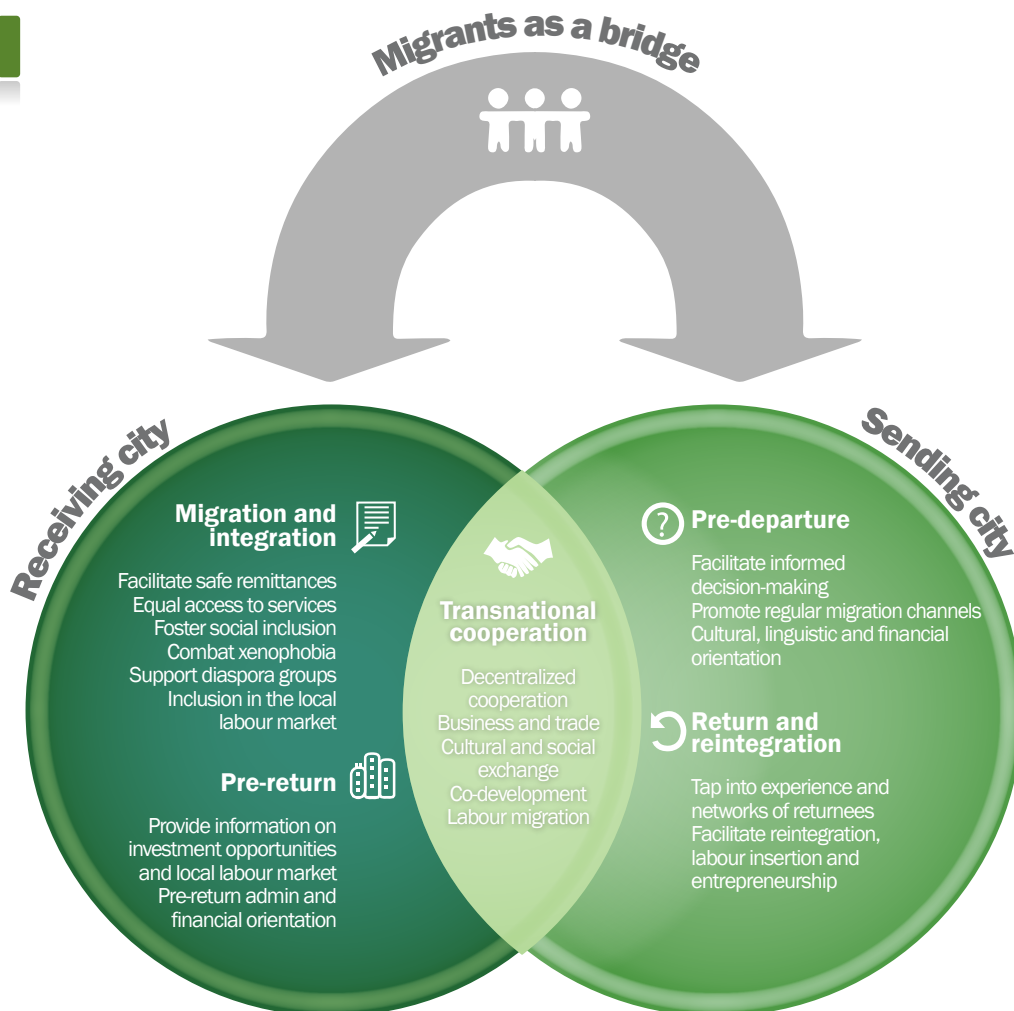 Migrants as a bridge
Receiving city
Migration and
integration
Facilitate safe remittances
Equal access to services
Foster social inclusion
Combat xenophobia
Support diaspora groups
Inclusion in the local
labour market
Pre-return
Provide information on
investment opportunities
and local labour market
Pre-return admin and
financial orientation
Transnational
cooperation
Decentralized
cooperation
Business and trade
Cultural and social
exchange
Co-development
Labour migration
Sending city
?
Pre-departure
Facilitate informed
decision-making
Promote regular migration channels
Cultural, linguistic and financial
orientation
Return and
reintegration
Tap into experience and
networks of returnees
Facilitate reintegration,
labour insertion and
entrepreneurship